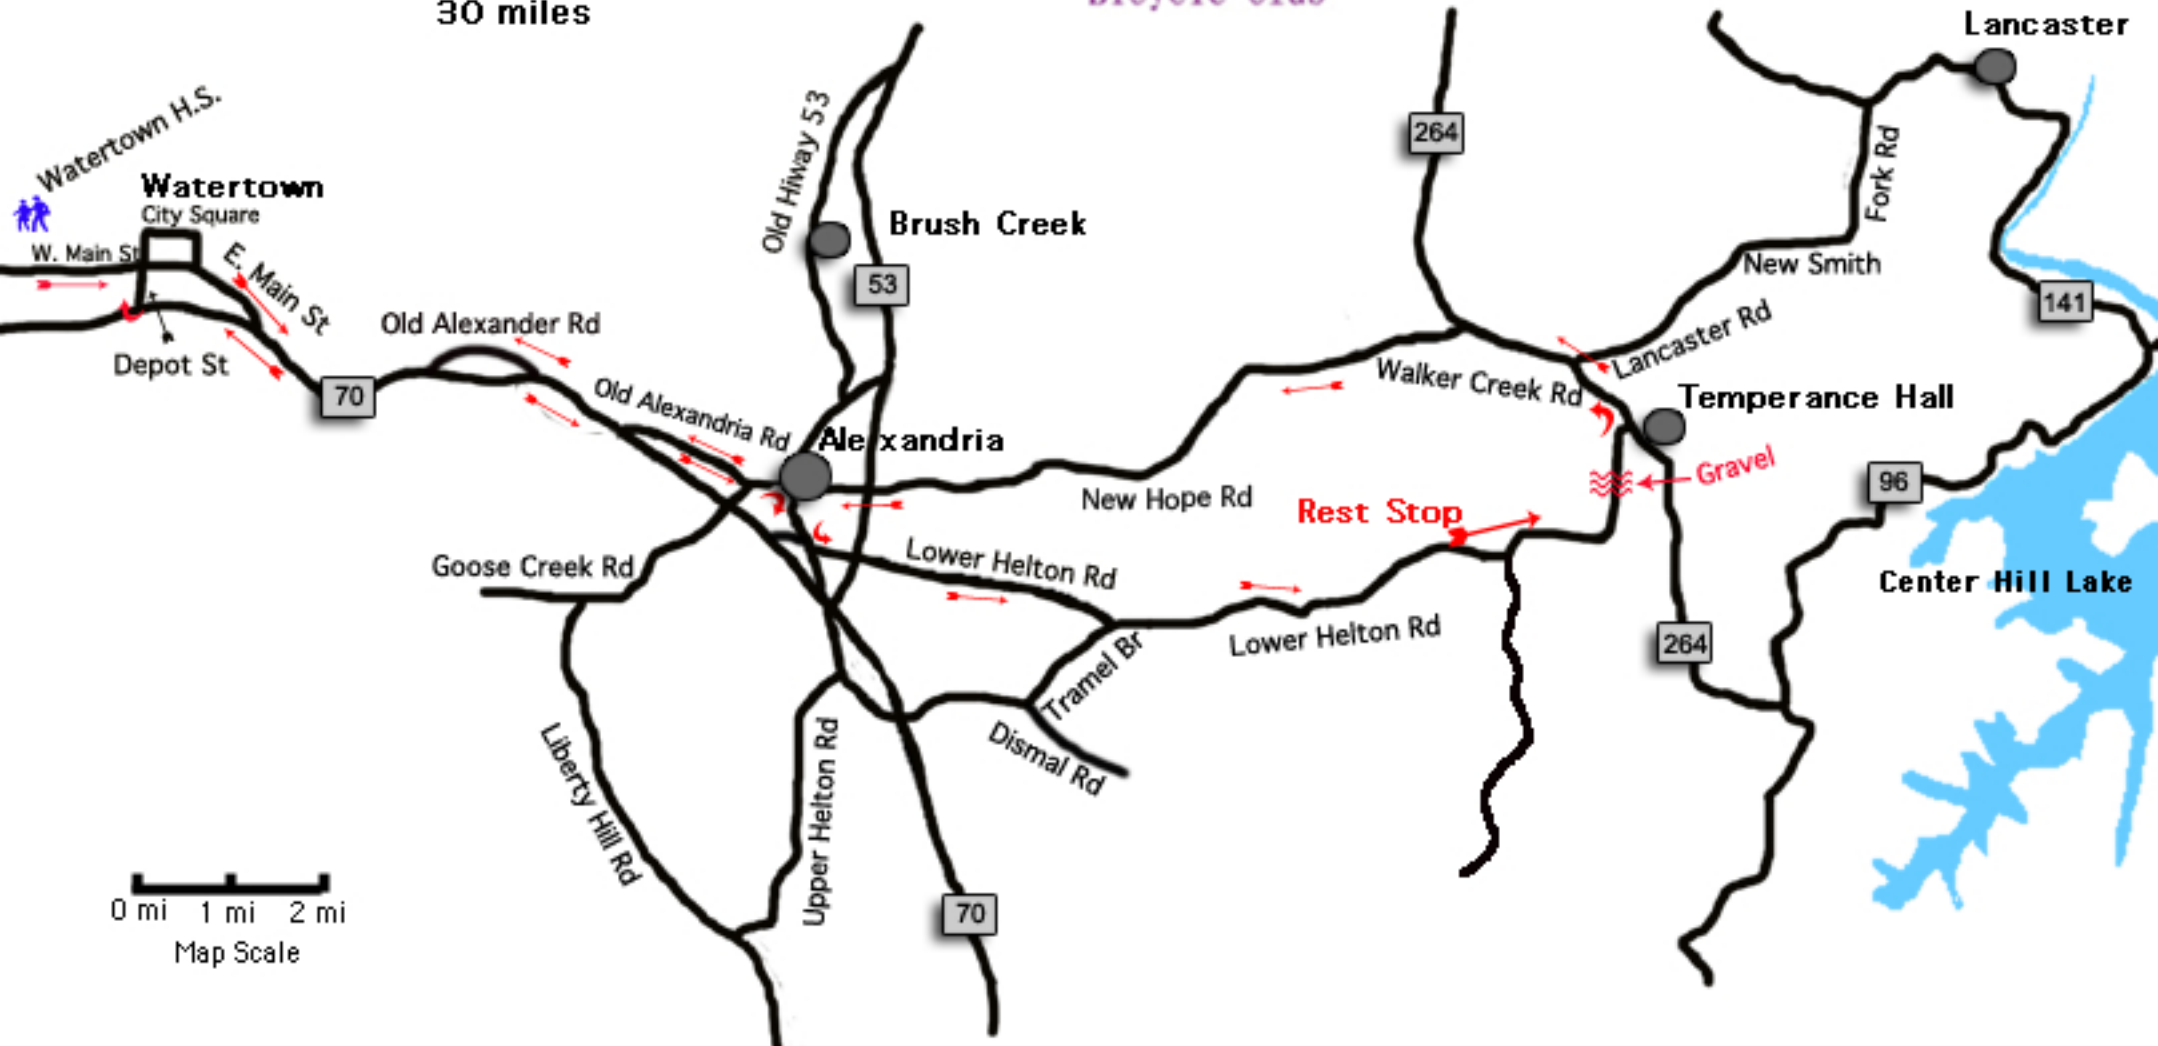 30 miles
Lancaster
Watertown H.S.
Watertown
City Square
W. Main St
E. Main St
Depot St
Old Alexander Rd
70
Old Hiway 53
Brush Creek
53
264
Fork Rd
New Smith
141
Lancaster Rd
Walker Creek Rd
Temperance Hall
Old Alexandria Rd
Alexandria
New Hope Rd
Rest Stop
Gravel
96
Goose Creek Rd
Lower Helton Rd
Center Hill Lake
Lower Helton Rd
264
Tramel Br
Dismal Rd
Liberty Hill Rd
Upper Helton Rd
70
0 mi 1 mi 2 mi
Map Scale